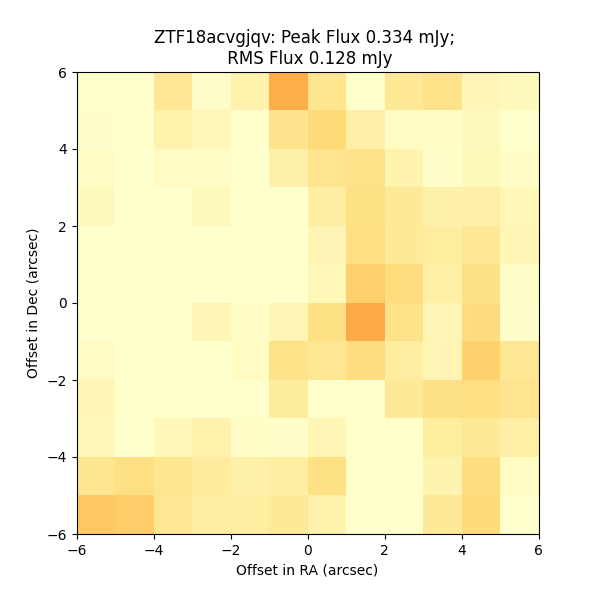 ZTF18acvgjqv: Peak Flux 0.334 mJy;
RMS Flux 0.128 mJy
6
4
2
0
−2
−4
−6
Offset in Dec (arcsec)
−6 −4 −2 0 2 4 6
Offset in RA (arcsec)